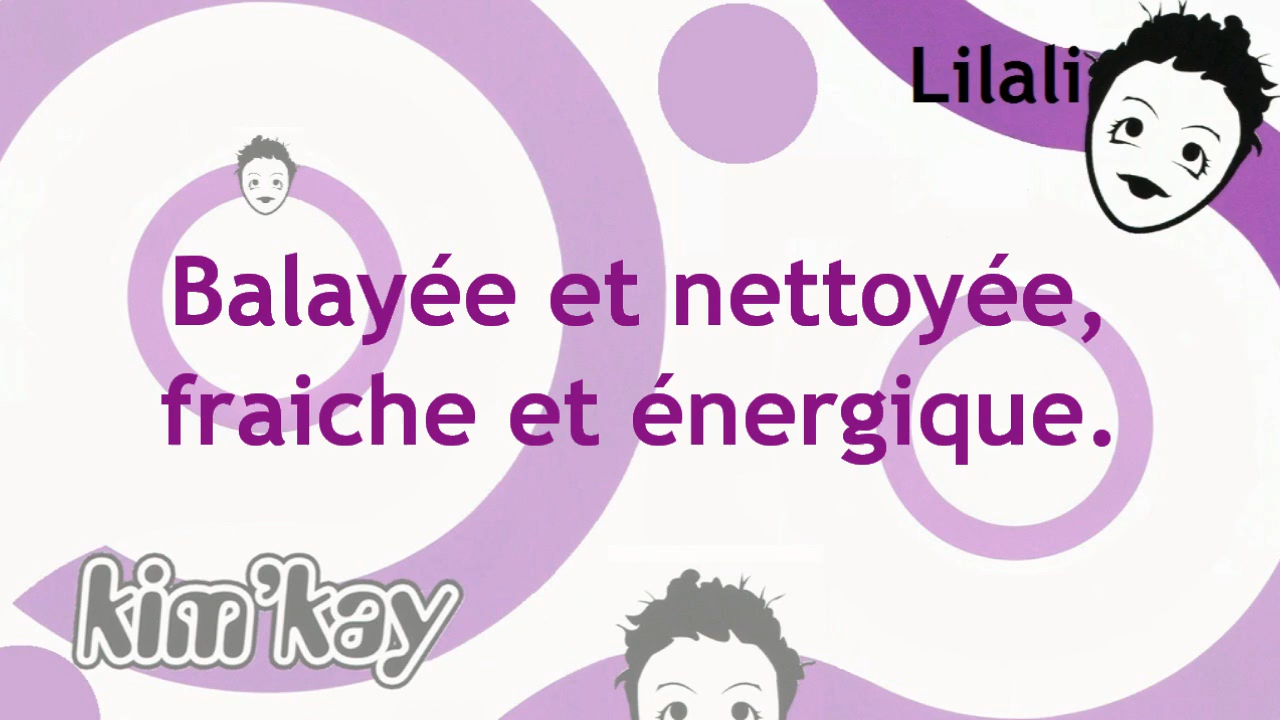 Lilali
Balayée et nettoyée,
fraiche et énergique.
kim'kay